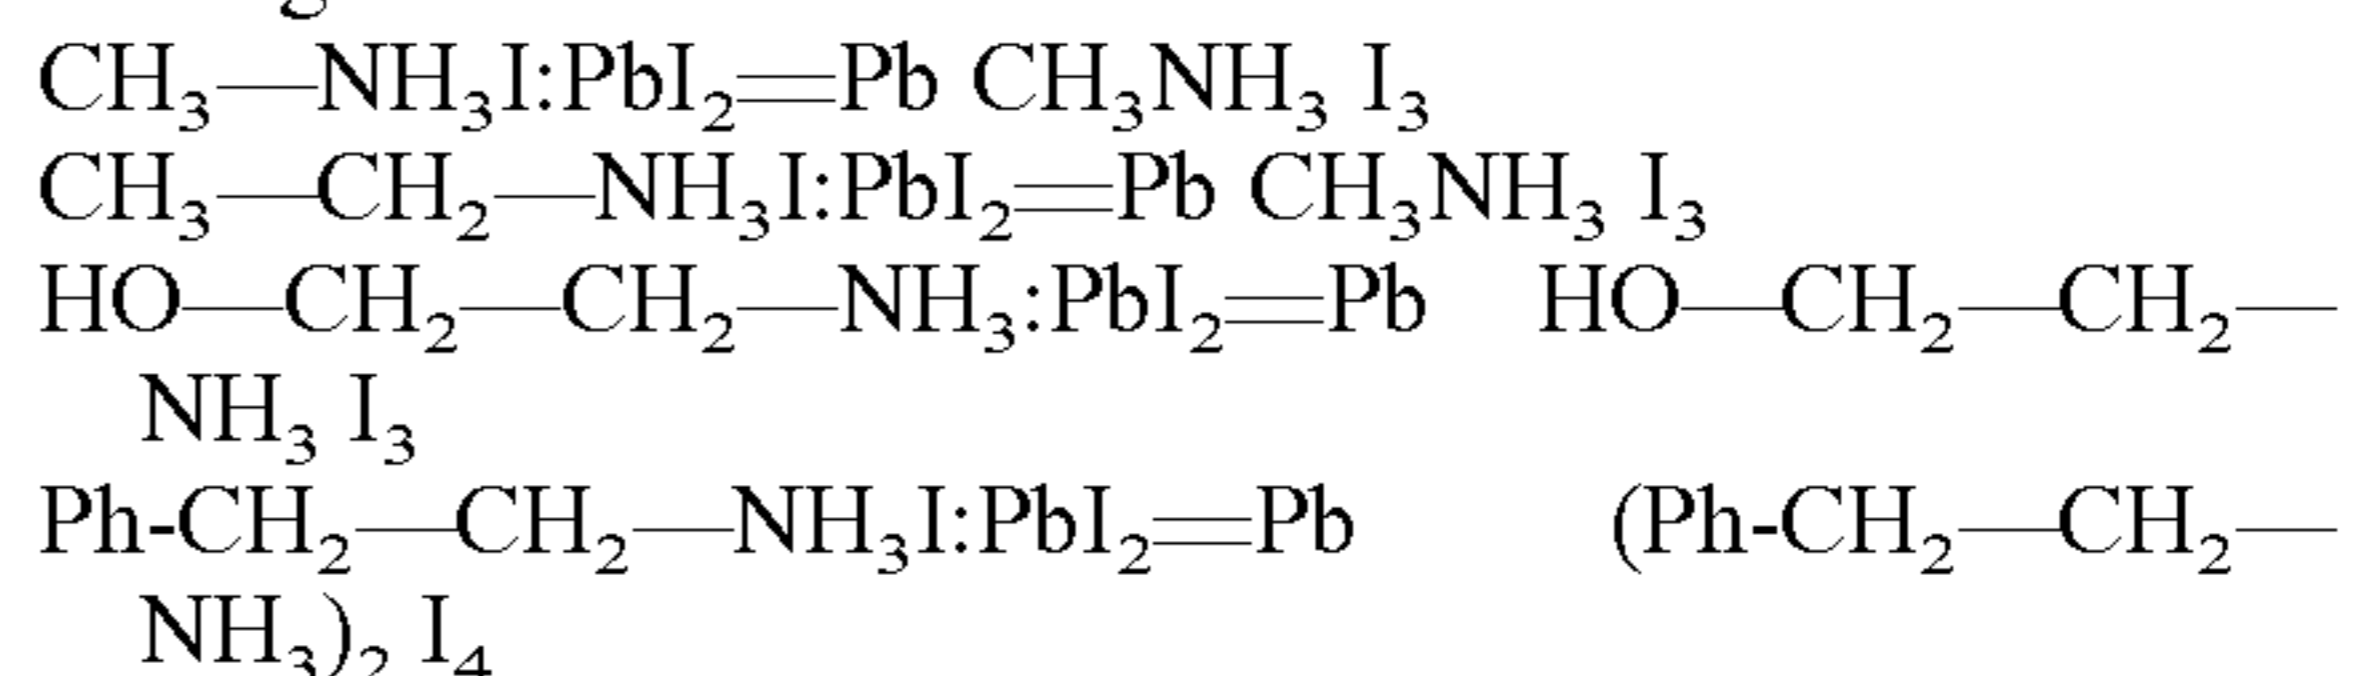 CH₃—NH₃I:PbI₂═Pb CH₃NH₃ I₃
CH₃—CH₂—NH₃I:PbI₂═Pb CH₃NH₃ I₃
HO—CH₂—CH₂—NH₃:PbI₂═Pb HO—CH₂—CH₂—
NH₃ I₃
Ph-CH₂—CH₂—NH₃I:PbI₂═Pb (Ph-CH₂—CH₂—
NH₃)₂ I₄